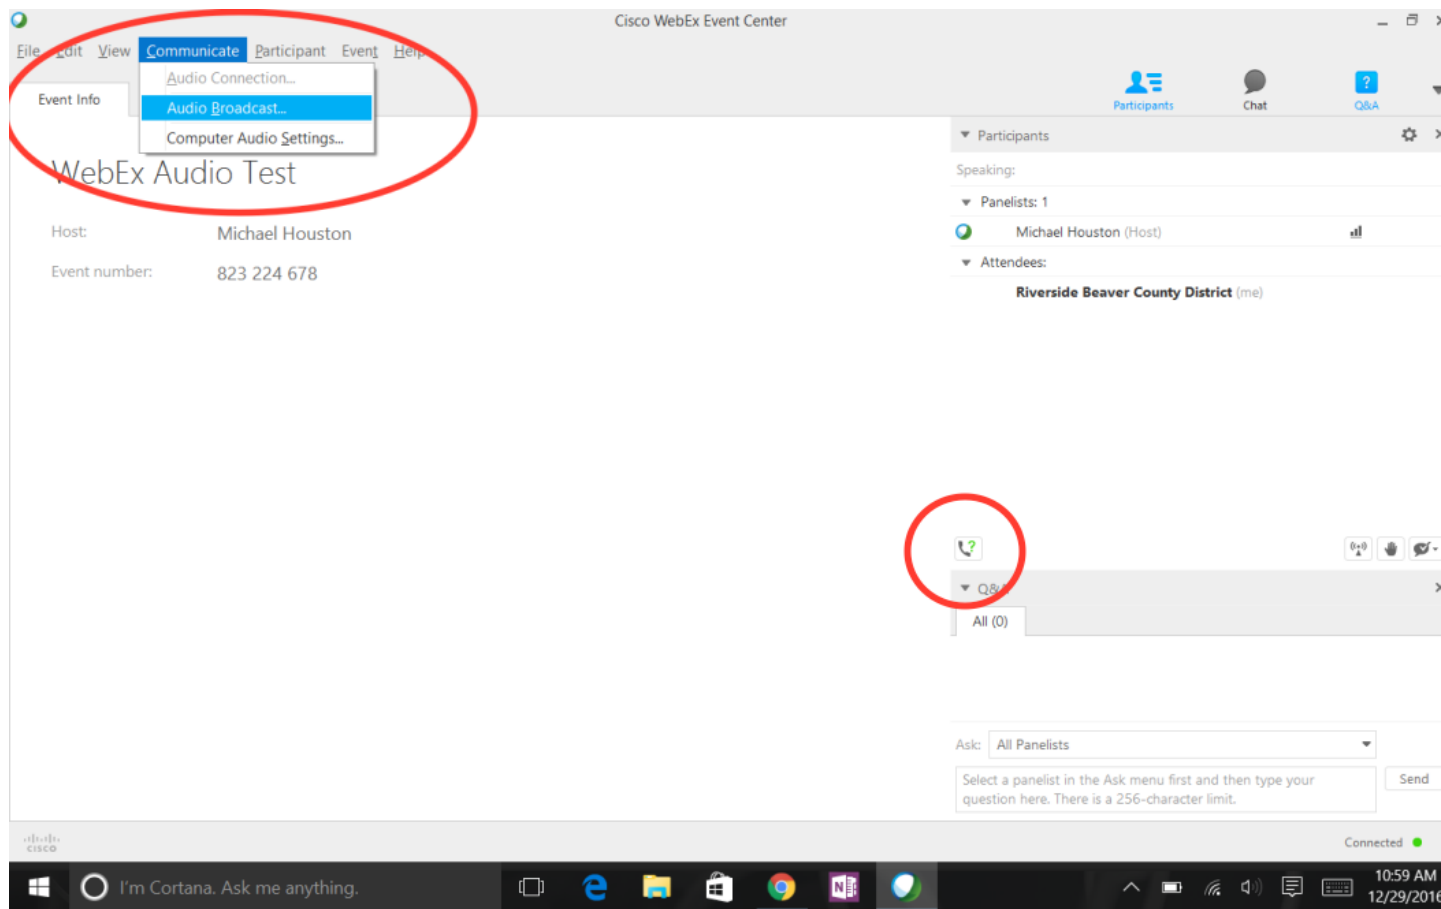 Cisco WebEx Event Center
File Edit View Communicate Participant Event Help
Audio Connection...
Audio Broadcast...
Computer Audio Settings...
Event Info
Participants
Chat
?
Q&A
WebEx Audio Test
Host: Michael Houston
Event number: 823 224 678
Participants
Speaking:
Panelists: 1
Michael Houston (Host)
Attendees:
Riverside Beaver County District (me)
?
Q&A
All (0)
Ask: All Panelists
Select a panelist in the Ask menu first and then type your
question here. There is a 256-character limit.
Send
cisco
Connected
I'm Cortana. Ask me anything.
N
10:59 AM
12/29/2016